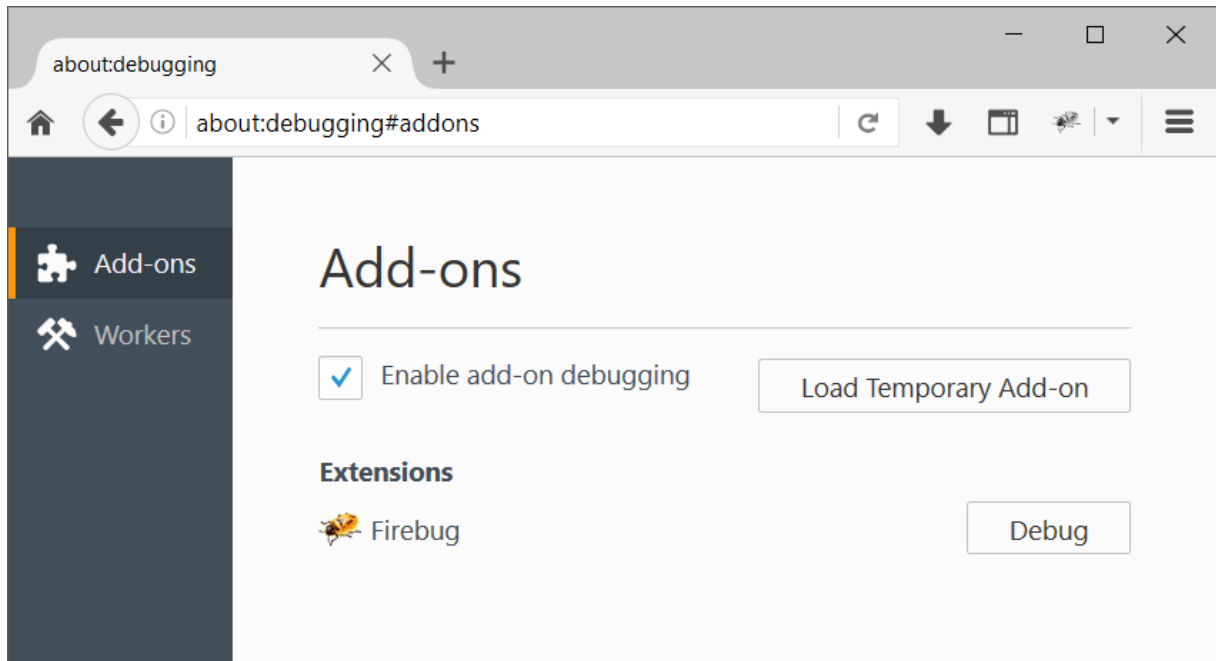 about:debugging
about:debugging#addons
Add-ons
Workers
Add-ons
Enable add-on debugging
Load Temporary Add-on
Extensions
Firebug
Debug